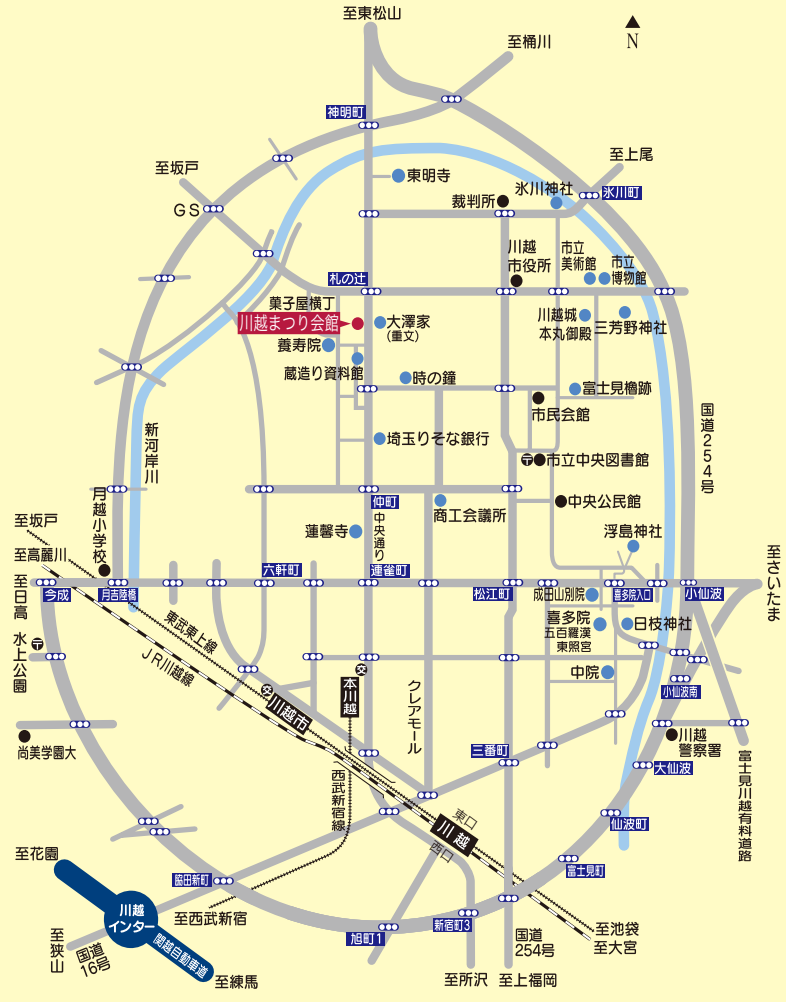 至東松山
N
至桶川
神明町
至坂戸
至上尾
GS
東明寺
氷川神社
氷川町
裁判所
川越
市役所
市立
美術館
市立
博物館
札の辻
菓子屋横丁
川越まつり会館
大澤家
(重文)
川越城
本丸御殿
三芳野神社
養寿院
蔵造り資料館
時の鐘
富士見櫓跡
市民会館
国道254号
新河岸川
埼玉りそな銀行
〒
市立中央図書館
月越小学校
仲町
商工会議所
中央公民館
至坂戸
至高麗川
蓮馨寺
中央通り
浮島神社
至さいたま
至日高
今成
月吉陸橋
六軒町
連雀町
松江町
成田山別院
喜多院入口
小仙波
水上公園
〒
東武東上線
JR川越線
喜多院
五百羅漢
東照宮
日枝神社
中院
小仙波南
川越市
本川越
クレアモール
尚美学園大
三番町
川越
警察署
大仙波
富士見川越有料道路
西武新宿線
仙波町
東口
川越
西口
富士見町
至花園
脇田新町
至西武新宿
川越
インター
関越自動車道
至狭山
国道
16号
至練馬
旭町1
新宿町3
国道
254号
至池袋
至大宮
至所沢
至上福岡